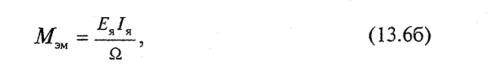 M_эм = E_я I_я / Ω, (13.6б)